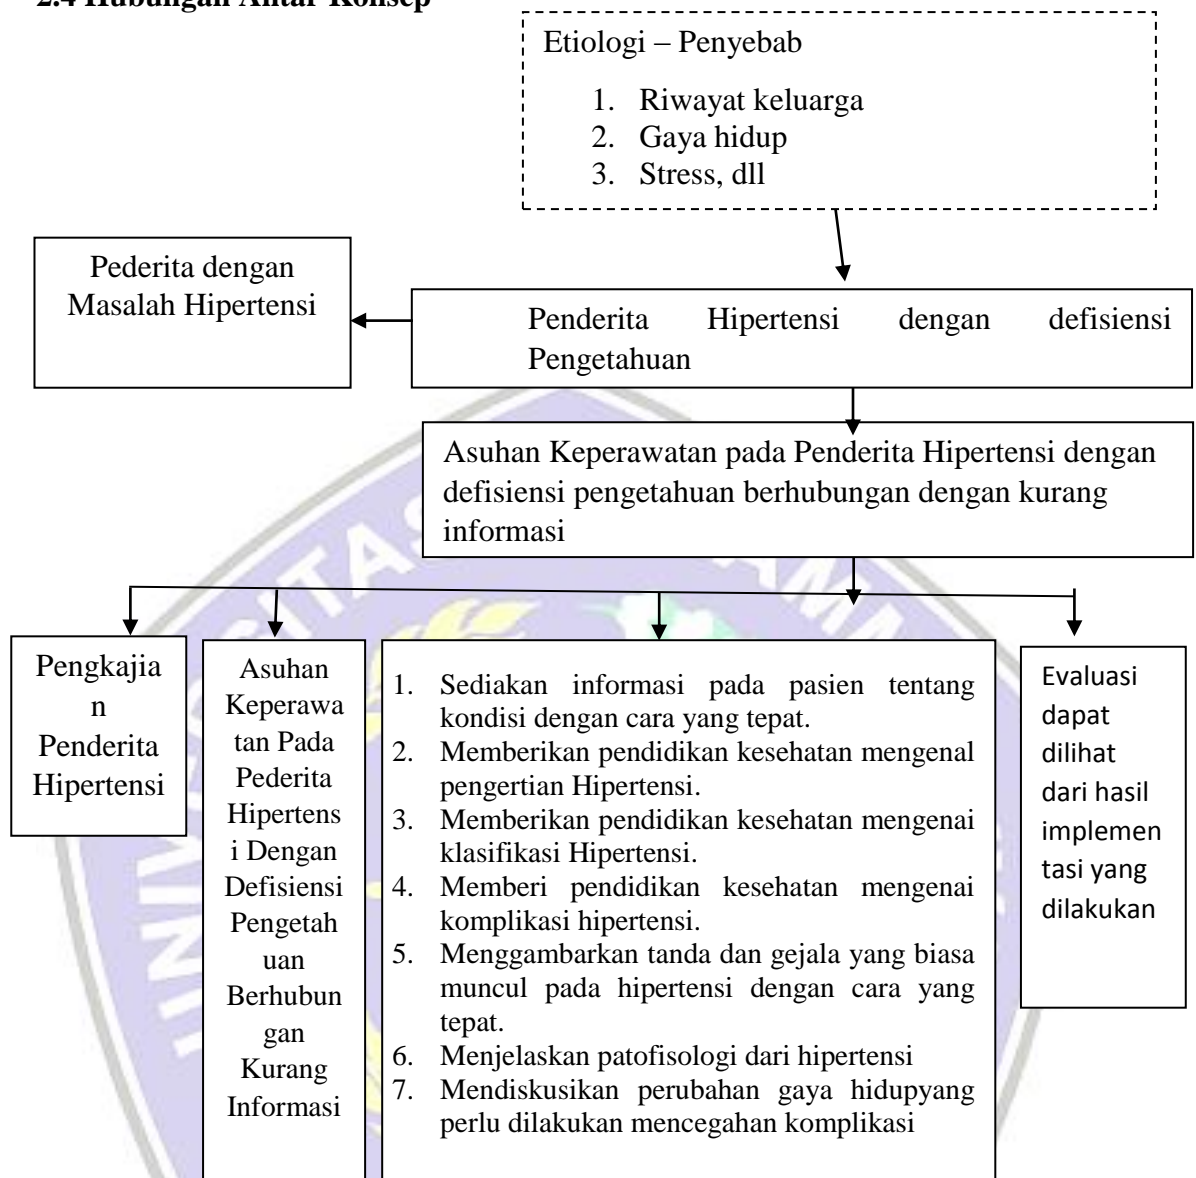 2.4 Hubungan Antar Konsep
Etiologi – Penyebab
1. Riwayat keluarga
2. Gaya hidup
3. Stress, dll
Pederita dengan
Masalah Hipertensi
Penderita Hipertensi dengan defisiensi
Pengetahuan
Asuhan Keperawatan pada Penderita Hipertensi dengan
defisiensi pengetahuan berhubungan dengan kurang
informasi
Pengkajia
n
Penderita
Hipertensi
Asuhan
Keperawa
tan Pada
Pederita
Hipertens
i Dengan
Defisiensi
Pengetah
uan
Berhubun
gan
Kurang
Informasi
1. Sediakan informasi pada pasien tentang
kondisi dengan cara yang tepat.
2. Memberikan pendidikan kesehatan mengenal
pengertian Hipertensi.
3. Memberikan pendidikan kesehatan mengenai
klasifikasi Hipertensi.
4. Memberi pendidikan kesehatan mengenai
komplikasi hipertensi.
5. Menggambarkan tanda dan gejala yang biasa
muncul pada hipertensi dengan cara yang
tepat.
6. Menjelaskan patofisologi dari hipertensi
7. Mendiskusikan perubahan gaya hidupyang
perlu dilakukan mencegahan komplikasi
Evaluasi
dapat
dilihat
dari hasil
implemen
tasi yang
dilakukan